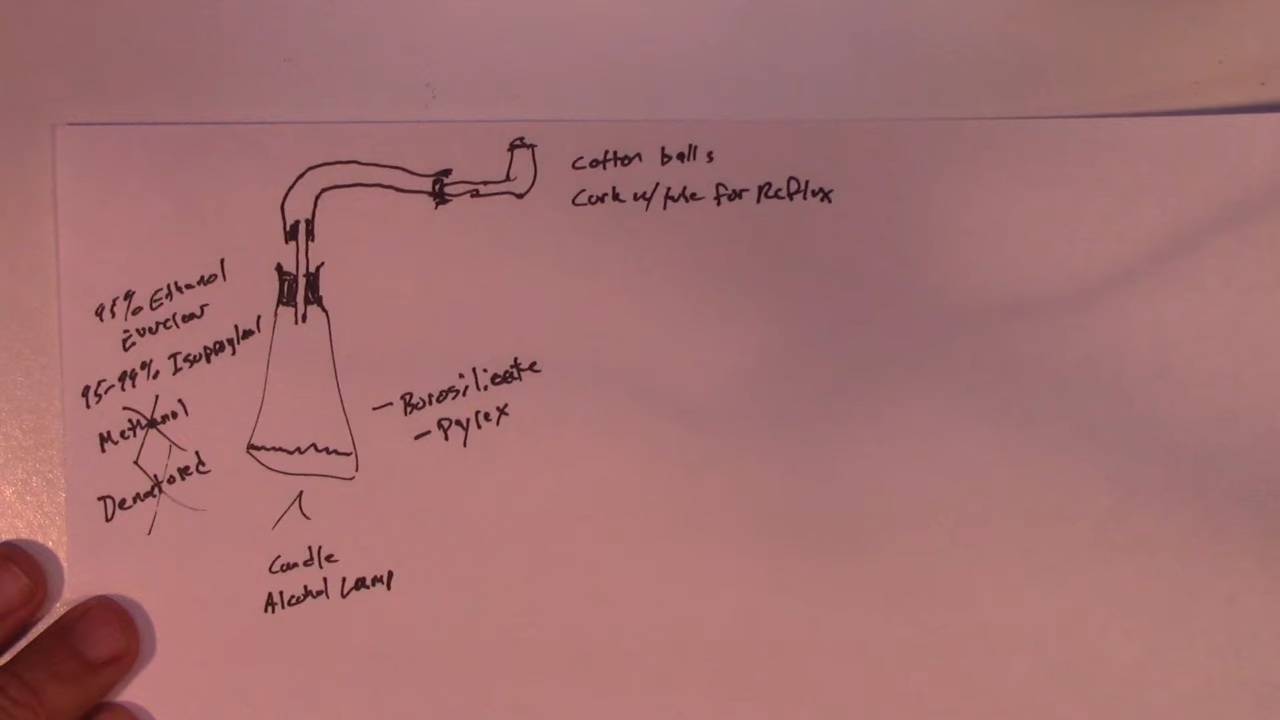 Cotton balls
Cork w/ tube for Reflux
95% Ethanol
Everclear
95-99% Isopropyl
Methanol
Denatured
- Borosilicate
- Pyrex
Candle
Alcohol Lamp